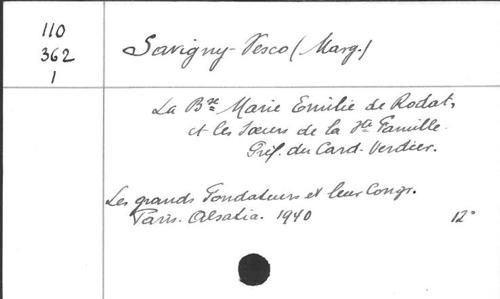 110
362
1
Savigny-Vesco (Marg.)
La Bse Marie Emilie de Rodat,
et les Sœurs de la Ste Famille.
Préf. du Card. Verdier.
Les grands Fondateurs et leur Congr.
Paris. Alsatia. 1940 12°